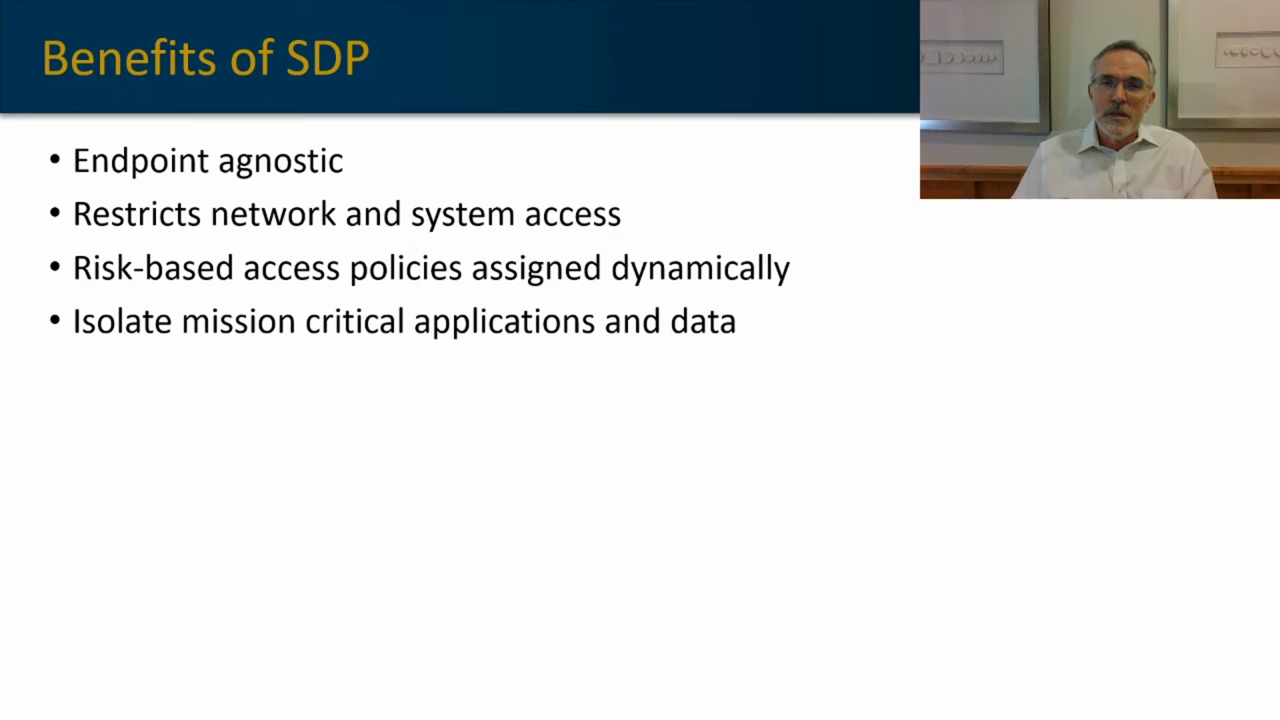 Benefits of SDP
• Endpoint agnostic
• Restricts network and system access
• Risk-based access policies assigned dynamically
• Isolate mission critical applications and data